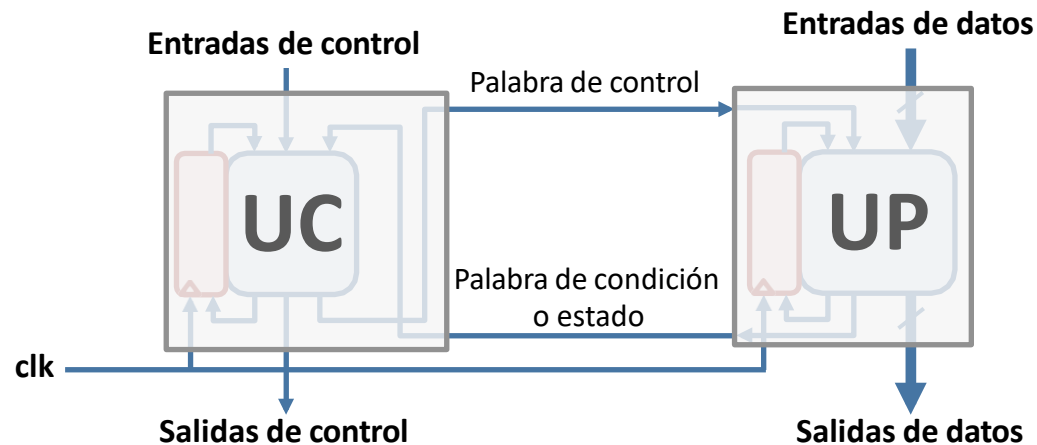 Entradas de datos
Entradas de control
Palabra de control
UC
UP
Palabra de condición
o estado
clk
Salidas de control
Salidas de datos